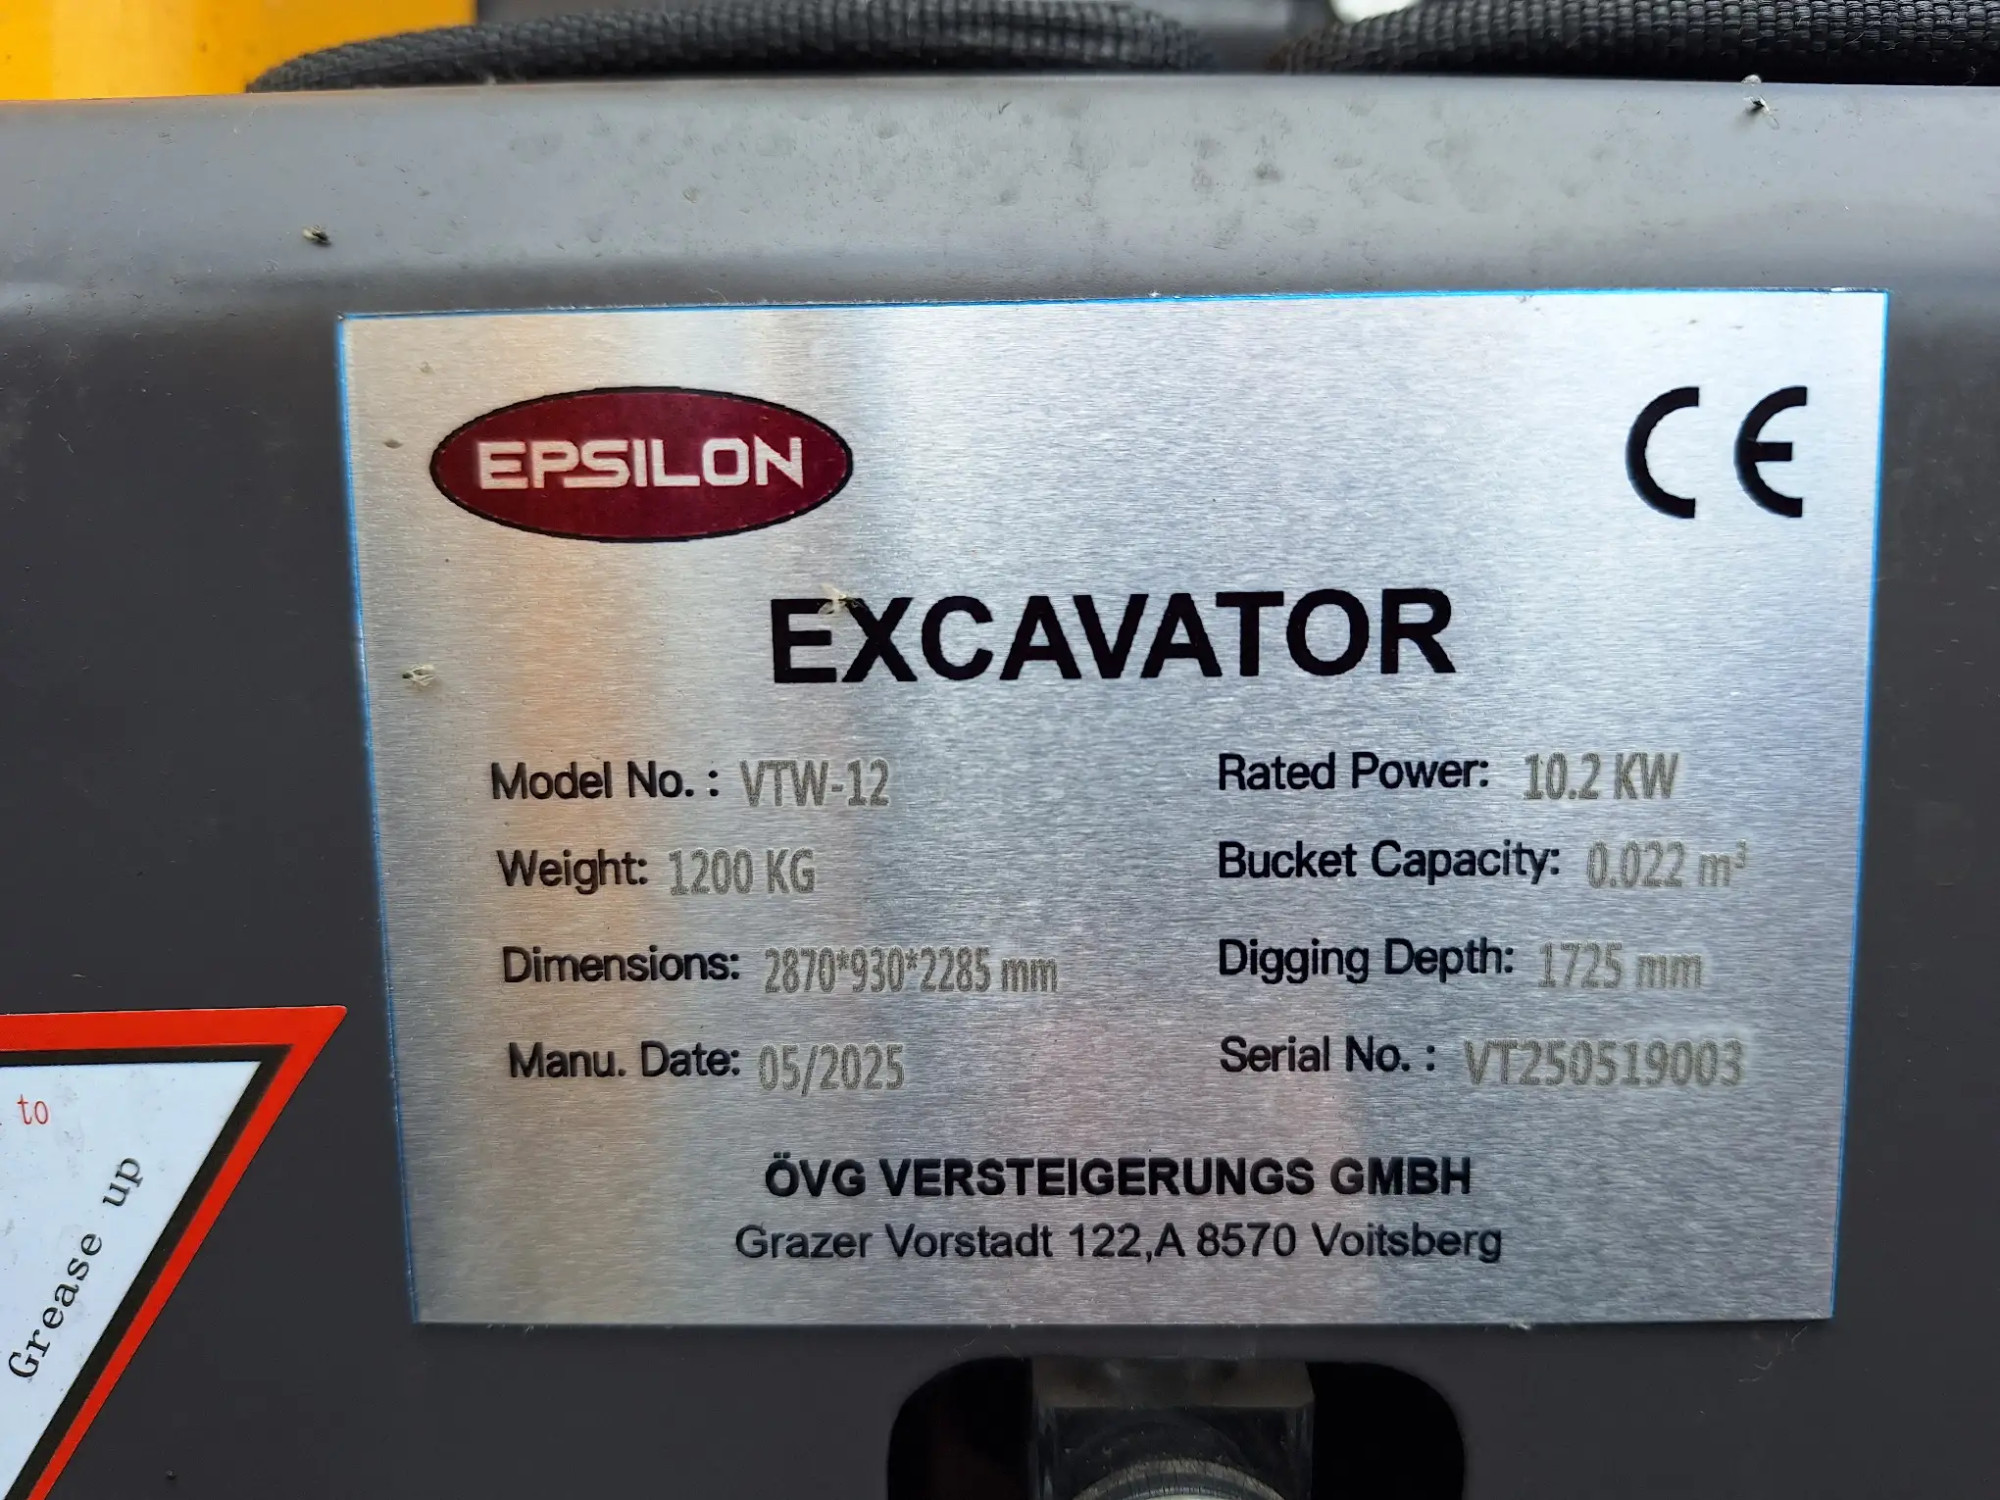 EPSILON
CE
EXCAVATOR
Model No. : VTW-12
Rated Power: 10.2 KW
Weight: 1200 KG
Bucket Capacity: 0.022 m³
Dimensions: 2870*930*2285 mm
Digging Depth: 1725 mm
Manu. Date: 05/2025
Serial No. : VT250519003
ÖVG VERSTEIGERUNGS GMBH
Grazer Vorstadt 122,A 8570 Voitsberg
to
Grease up